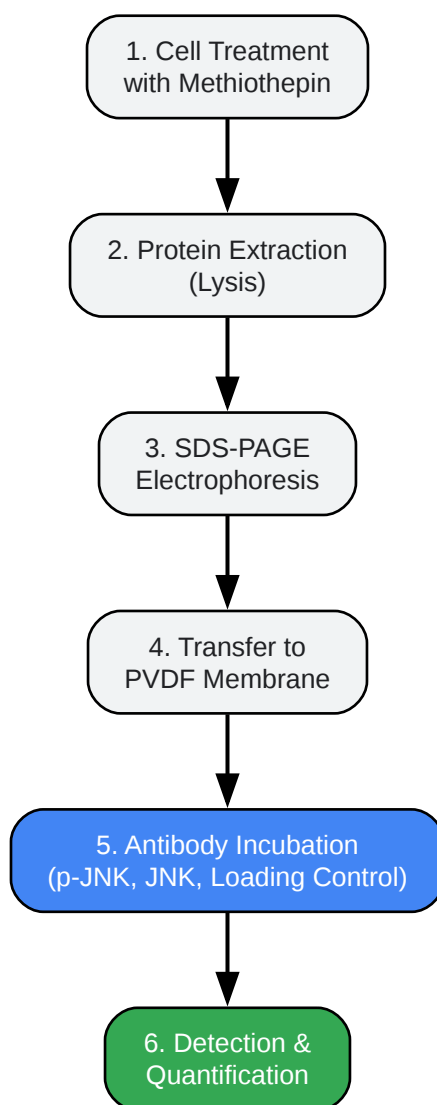 1. Cell Treatment
with Methiothepin
2. Protein Extraction
(Lysis)
3. SDS-PAGE
Electrophoresis
4. Transfer to
PVDF Membrane
5. Antibody Incubation
(p-JNK, JNK, Loading Control)
6. Detection &
Quantification